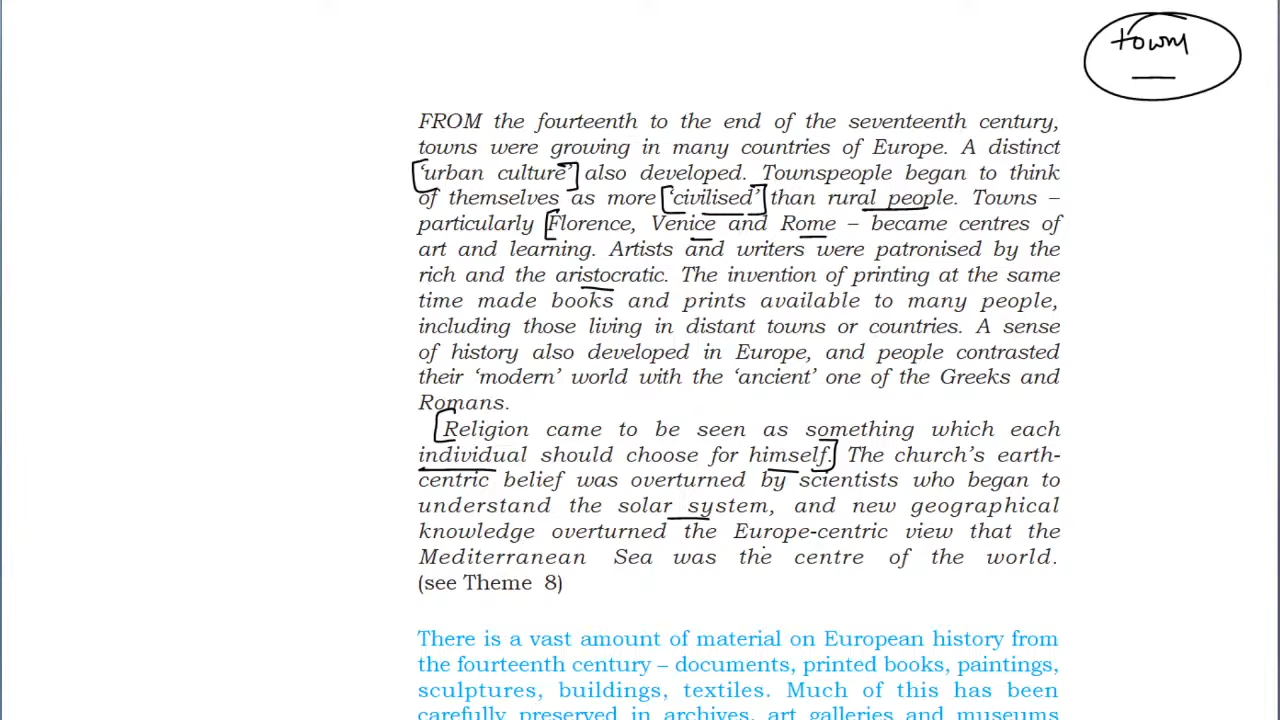 towns
FROM the fourteenth to the end of the seventeenth century,
towns were growing in many countries of Europe. A distinct
‘urban culture’ also developed. Townspeople began to think
of themselves as more ‘civilised’ than rural people. Towns –
particularly Florence, Venice and Rome – became centres of
art and learning. Artists and writers were patronised by the
rich and the aristocratic. The invention of printing at the same
time made books and prints available to many people,
including those living in distant towns or countries. A sense
of history also developed in Europe, and people contrasted
their ‘modern’ world with the ‘ancient’ one of the Greeks and
Romans.
Religion came to be seen as something which each
individual should choose for himself. The church’s earth-
centric belief was overturned by scientists who began to
understand the solar system, and new geographical
knowledge overturned the Europe-centric view that the
Mediterranean Sea was the centre of the world.
(see Theme 8)
There is a vast amount of material on European history from
the fourteenth century – documents, printed books, paintings,
sculptures, buildings, textiles. Much of this has been
carefully preserved in archives, art galleries and museums